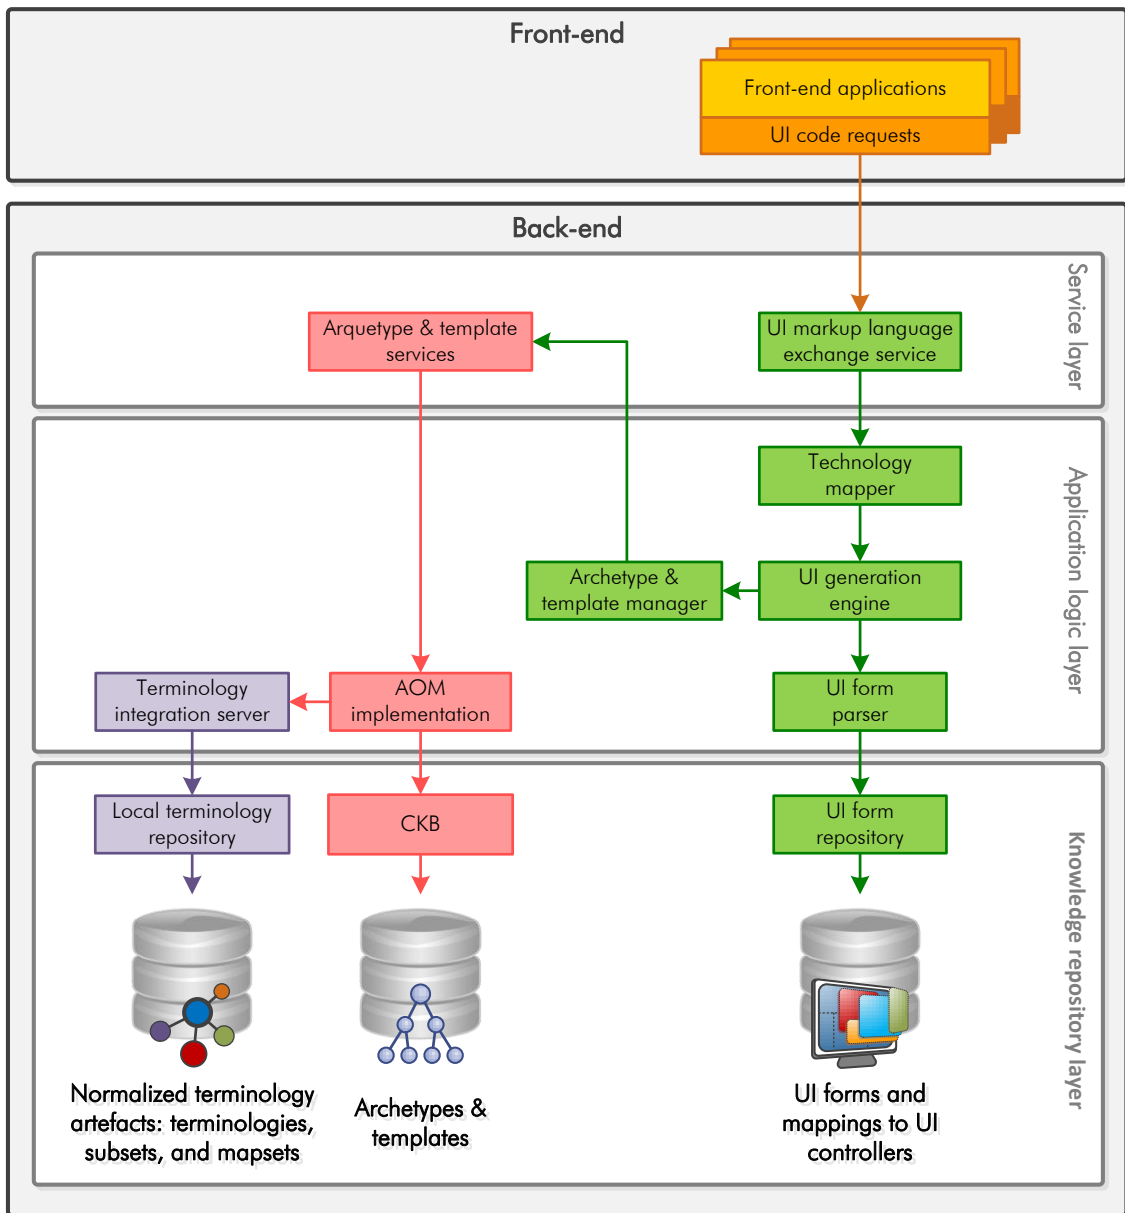 Front-end
Front-end applications
UI code requests
Back-end
Service layer
Arquetype & template
services
UI markup language
exchange service
Application logic layer
Technology
mapper
Archetype &
template manager
UI generation
engine
Terminology
integration server
AOM
implementation
UI form
parser
Knowledge repository layer
Local terminology
repository
CKB
UI form
repository
Normalized terminology
artefacts: terminologies,
subsets, and mapsets
Archetypes &
templates
UI forms and
mappings to UI
controllers